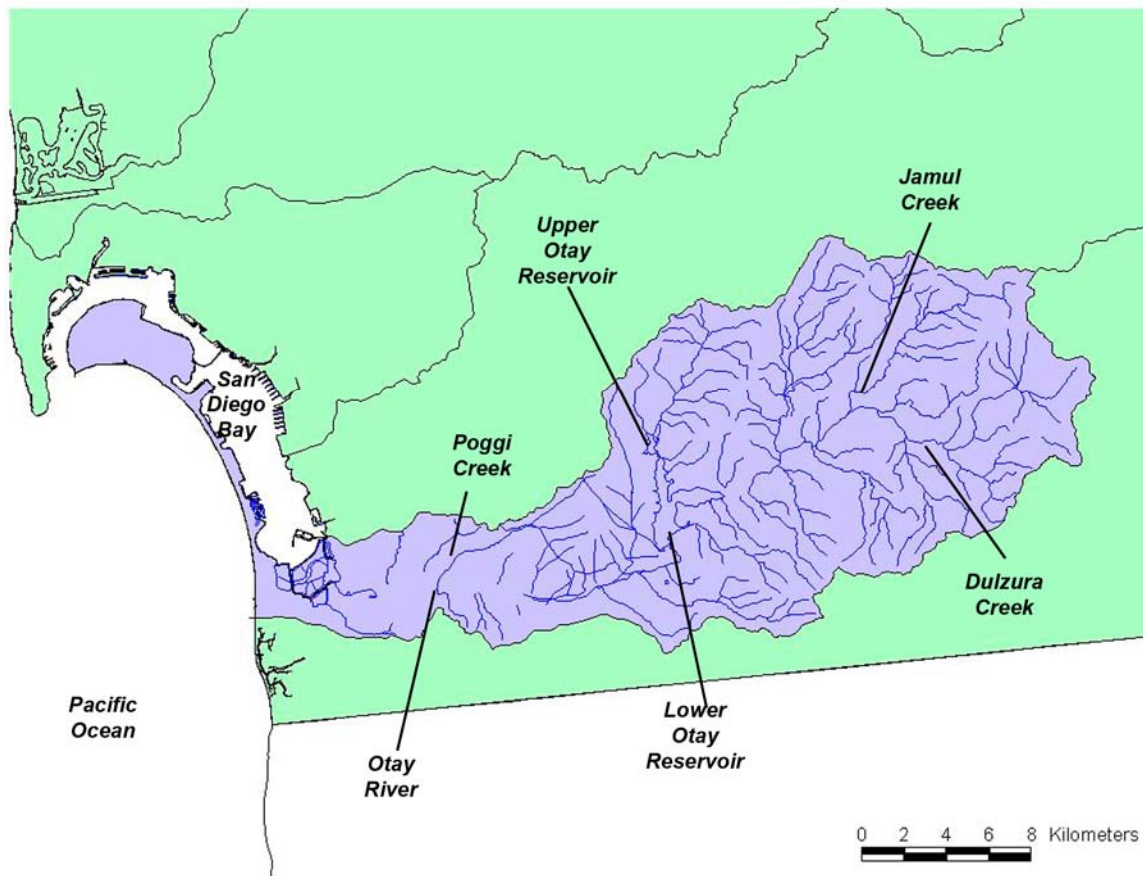 Jamul
Creek
Upper
Otay
Reservoir
San
Diego
Bay
Poggi
Creek
Dulzura
Creek
Pacific
Ocean
Lower
Otay
Reservoir
Otay
River
0 2 4 6 8 Kilometers